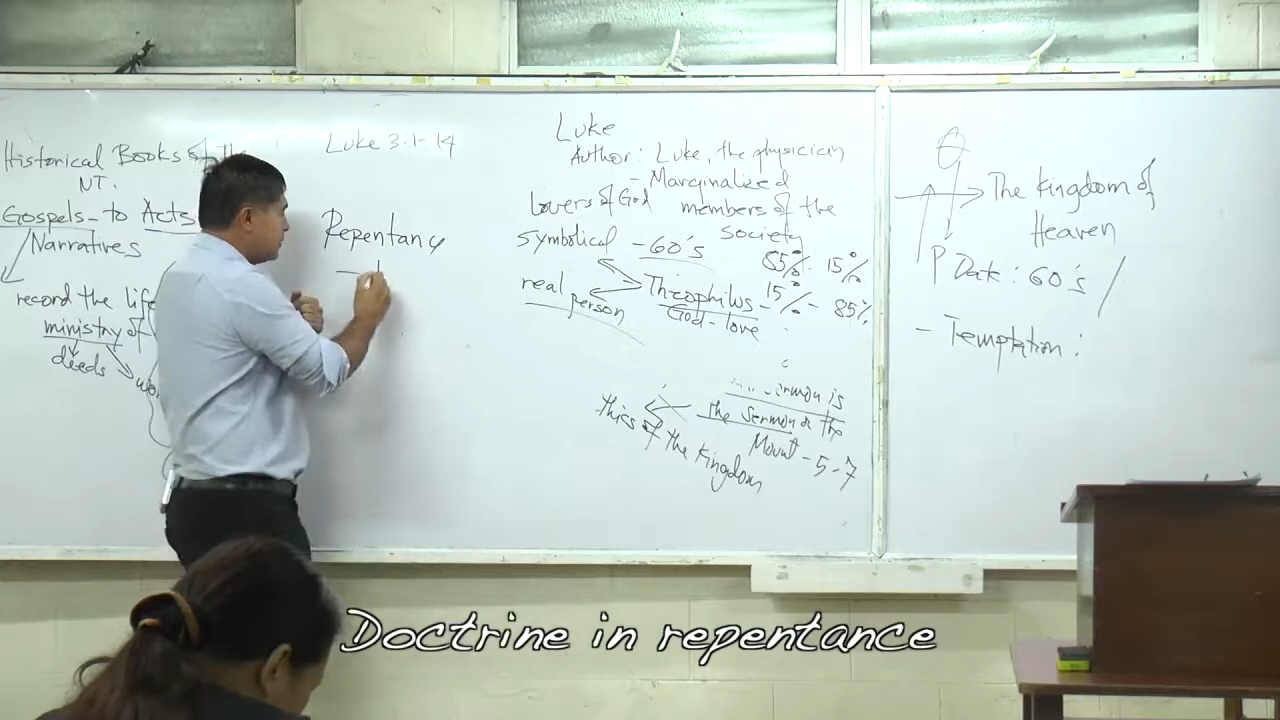 Historical Books of the
NT.
Gospels - to Acts
Narratives
record the life
ministry of
deeds
Luke 3:1-14
Repentance
Luke
Author: Luke, the physician
- Marginalized
members of the
society
lovers of God
symbolical - 60's
85% - 15%
real person
Theophilus - 15% - 85%
God - love
sermon is
the sermon on the
Mount - 5-7
of the Kingdom
The Kingdom of
Heaven
P Date : 60's /
- Temptation :
Doctrine in repentance